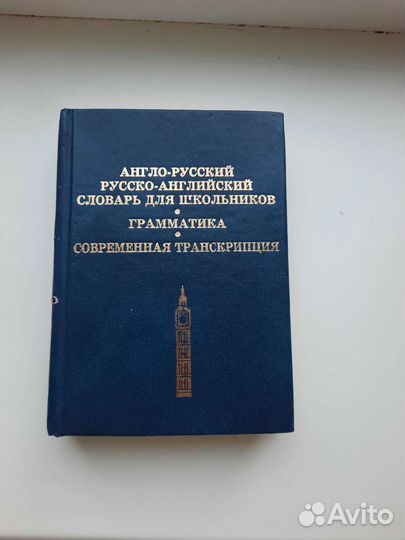 АНГЛО-РУССКИЙ
РУССКО-АНГЛИЙСКИЙ
СЛОВАРЬ ДЛЯ ШКОЛЬНИКОВ
•
ГРАММАТИКА
•
СОВРЕМЕННАЯ ТРАНСКРИПЦИЯ
Avito